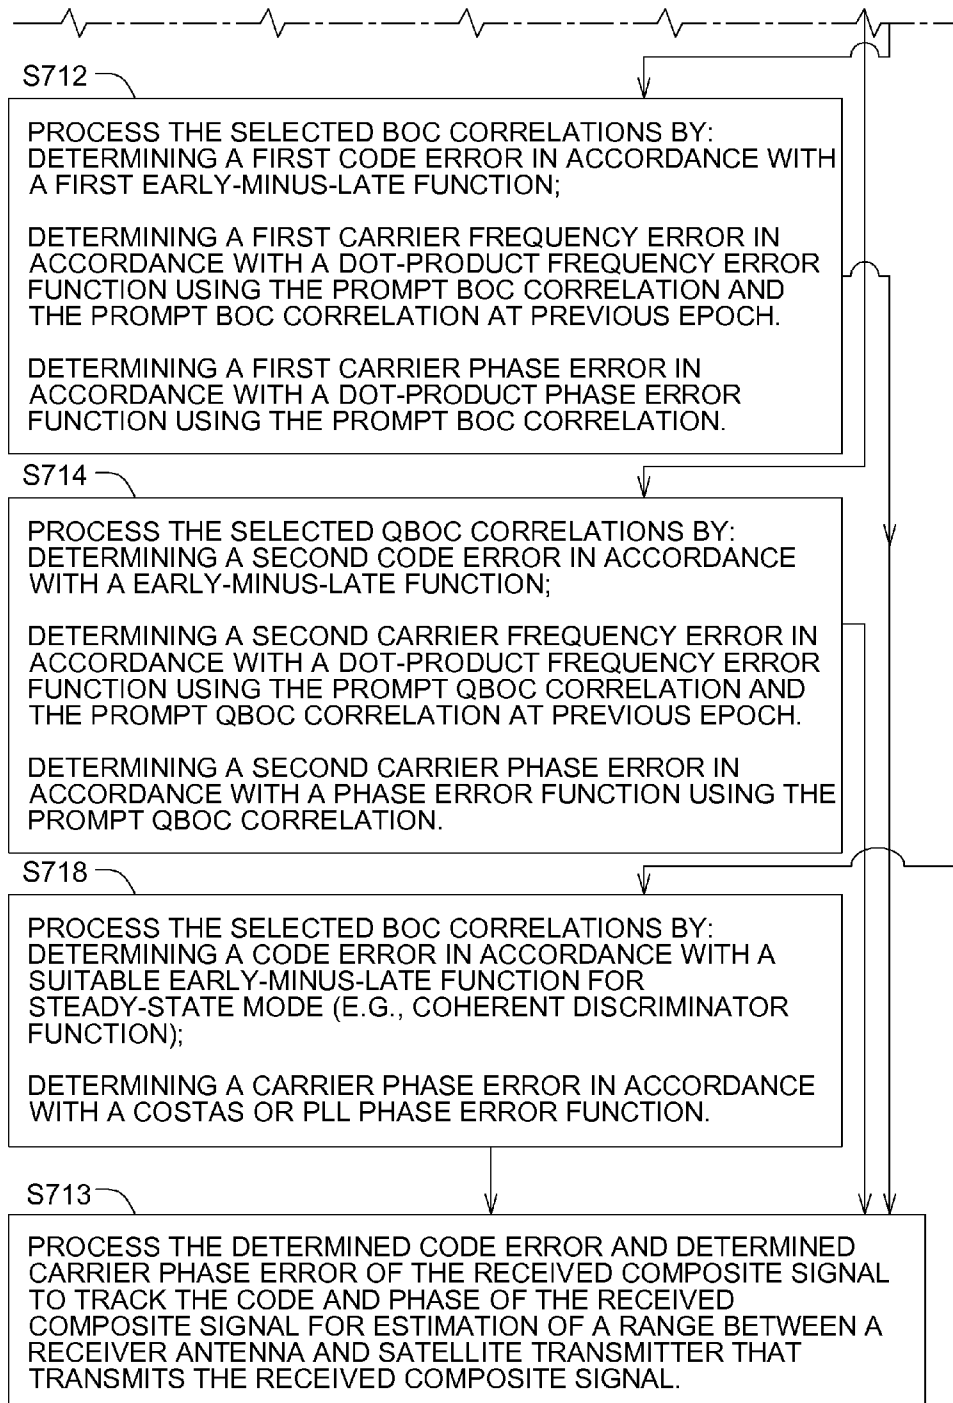 S712
PROCESS THE SELECTED BOC CORRELATIONS BY:
DETERMINING A FIRST CODE ERROR IN ACCORDANCE WITH
A FIRST EARLY-MINUS-LATE FUNCTION;
DETERMINING A FIRST CARRIER FREQUENCY ERROR IN
ACCORDANCE WITH A DOT-PRODUCT FREQUENCY ERROR
FUNCTION USING THE PROMPT BOC CORRELATION AND
THE PROMPT BOC CORRELATION AT PREVIOUS EPOCH.
DETERMINING A FIRST CARRIER PHASE ERROR IN
ACCORDANCE WITH A DOT-PRODUCT PHASE ERROR
FUNCTION USING THE PROMPT BOC CORRELATION.
S714
PROCESS THE SELECTED QBOC CORRELATIONS BY:
DETERMINING A SECOND CODE ERROR IN ACCORDANCE
WITH A EARLY-MINUS-LATE FUNCTION;
DETERMINING A SECOND CARRIER FREQUENCY ERROR IN
ACCORDANCE WITH A DOT-PRODUCT FREQUENCY ERROR
FUNCTION USING THE PROMPT QBOC CORRELATION AND
THE PROMPT QBOC CORRELATION AT PREVIOUS EPOCH.
DETERMINING A SECOND CARRIER PHASE ERROR IN
ACCORDANCE WITH A PHASE ERROR FUNCTION USING THE
PROMPT QBOC CORRELATION.
S718
PROCESS THE SELECTED BOC CORRELATIONS BY:
DETERMINING A CODE ERROR IN ACCORDANCE WITH A
SUITABLE EARLY-MINUS-LATE FUNCTION FOR
STEADY-STATE MODE (E.G., COHERENT DISCRIMINATOR
FUNCTION);
DETERMINING A CARRIER PHASE ERROR IN ACCORDANCE
WITH A COSTAS OR PLL PHASE ERROR FUNCTION.
S713
PROCESS THE DETERMINED CODE ERROR AND DETERMINED
CARRIER PHASE ERROR OF THE RECEIVED COMPOSITE SIGNAL
TO TRACK THE CODE AND PHASE OF THE RECEIVED
COMPOSITE SIGNAL FOR ESTIMATION OF A RANGE BETWEEN A
RECEIVER ANTENNA AND SATELLITE TRANSMITTER THAT
TRANSMITS THE RECEIVED COMPOSITE SIGNAL.